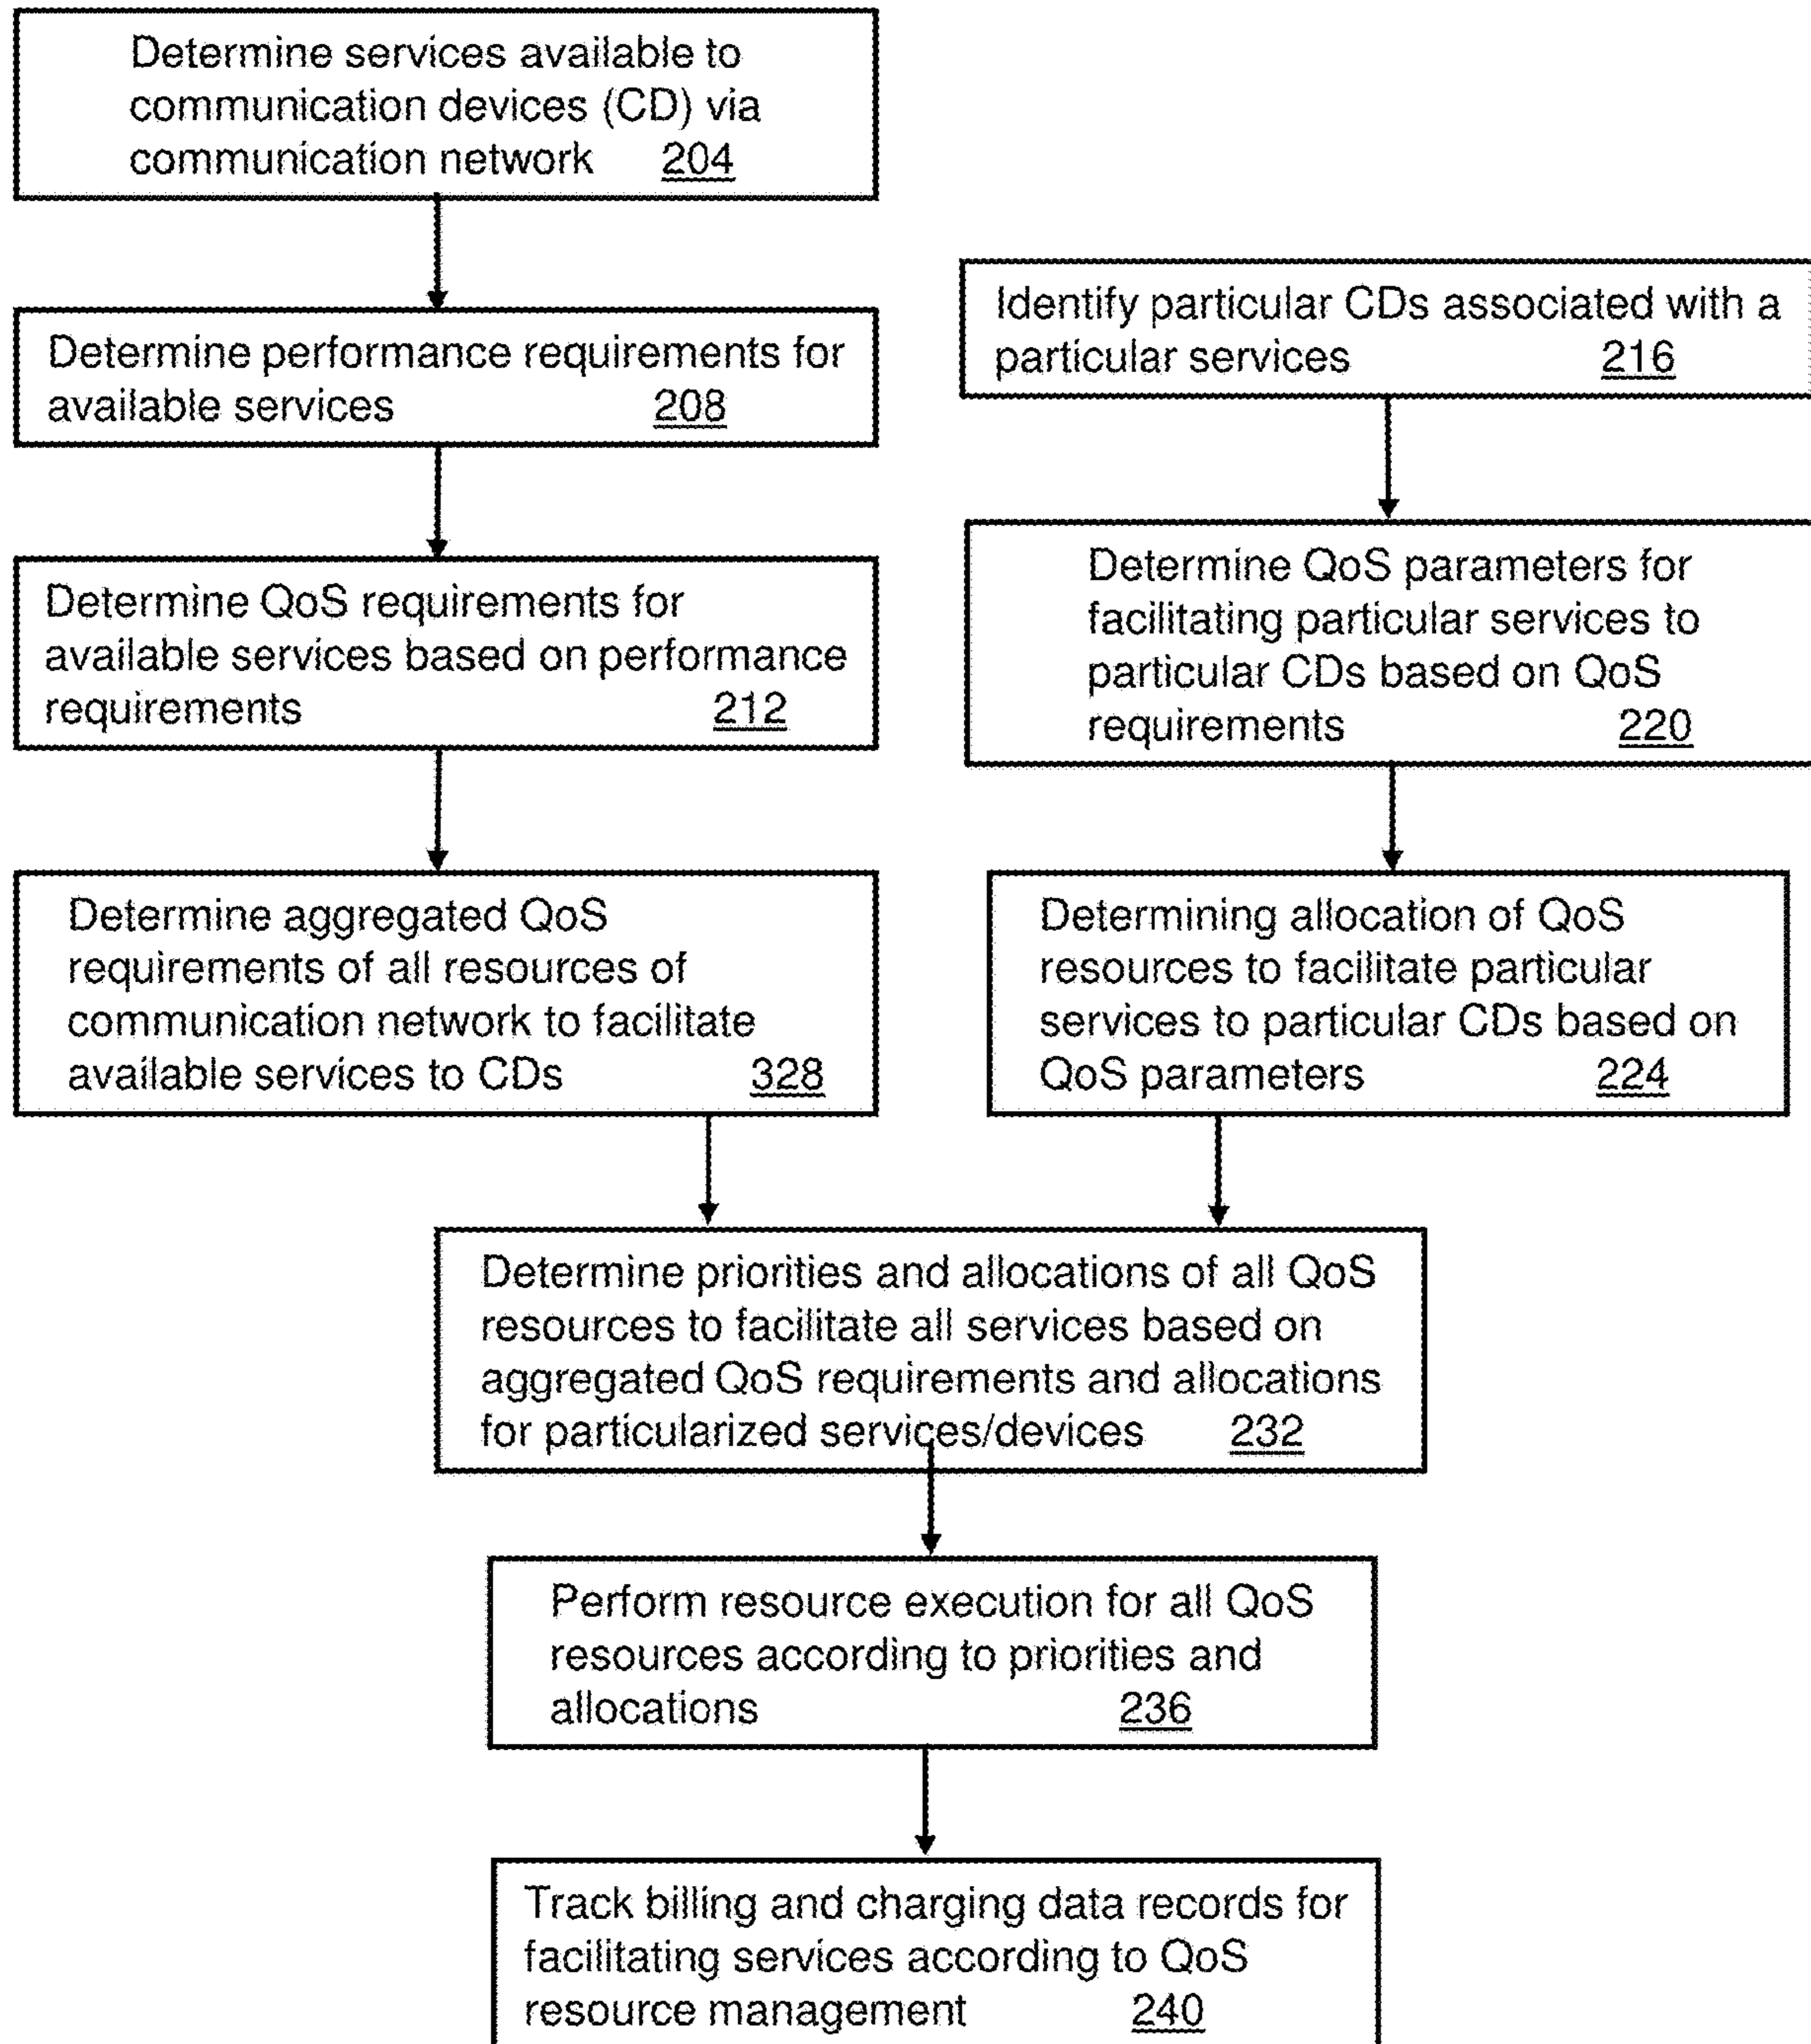 Determine services available to
communication devices (CD) via
communication network 204
Determine performance requirements for
available services 208
Determine QoS requirements for
available services based on performance
requirements 212
Determine aggregated QoS
requirements of all resources of
communication network to facilitate
available services to CDs 328
Identify particular CDs associated with a
particular services 216
Determine QoS parameters for
facilitating particular services to
particular CDs based on QoS
requirements 220
Determining allocation of QoS
resources to facilitate particular
services to particular CDs based on
QoS parameters 224
Determine priorities and allocations of all QoS
resources to facilitate all services based on
aggregated QoS requirements and allocations
for particularized services/devices 232
Perform resource execution for all QoS
resources according to priorities and
allocations 236
Track billing and charging data records for
facilitating services according to QoS
resource management 240